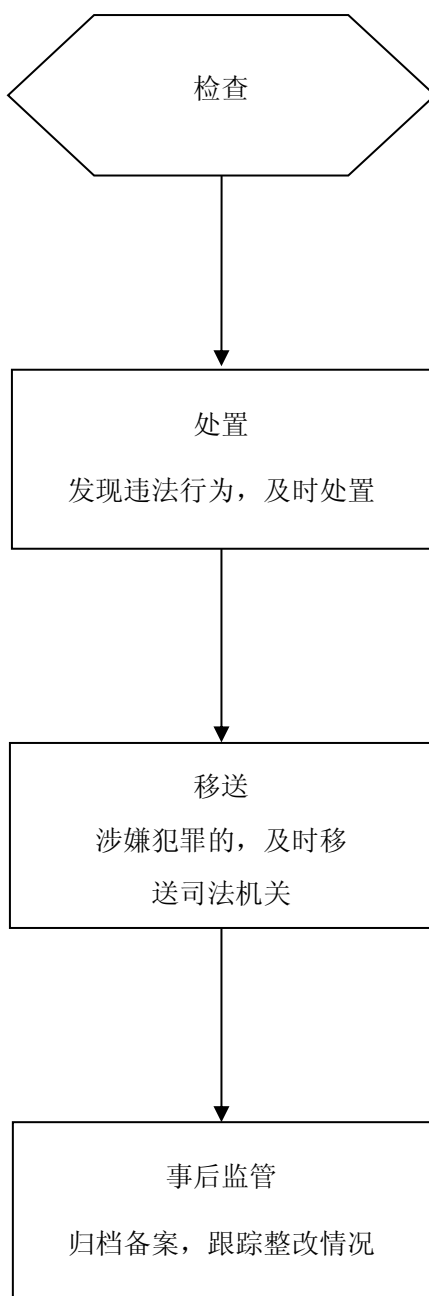 检查
处置
发现违法行为，及时处置
移送
涉嫌犯罪的，及时移
送司法机关
事后监管
归档备案，跟踪整改情况